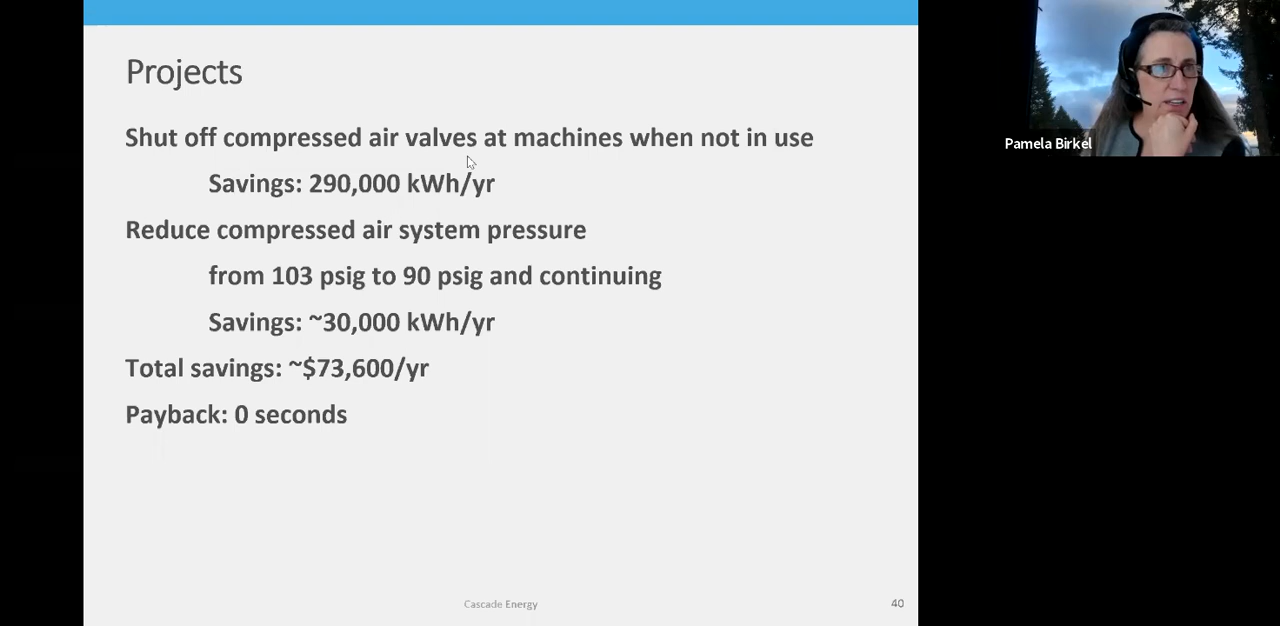 Projects
Shut off compressed air valves at machines when not in use
Savings: 290,000 kWh/yr
Reduce compressed air system pressure
from 103 psig to 90 psig and continuing
Savings: ~30,000 kWh/yr
Total savings: ~$73,600/yr
Payback: 0 seconds
Cascade Energy
40
Pamela Birkel